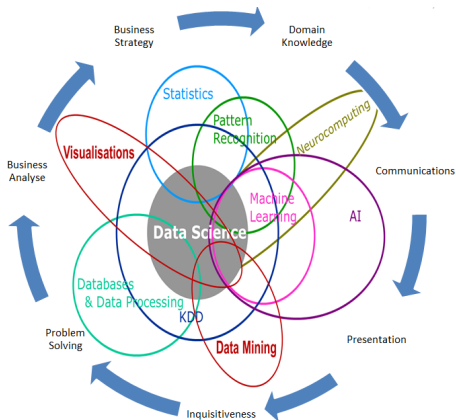 Business
Strategy
Domain
Knowledge
Statistics
Pattern
Recognition
Neurocomputing
Visualisations
Business
Analyse
Communications
Machine
Learning
AI
Data Science
Databases
& Data Processing
KDD
Problem
Solving
Data Mining
Presentation
Inquisitiveness